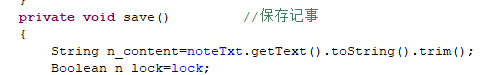 }
private void save()          //保存记事
{
    String n_content=noteTxt.getText().toString().trim();
    Boolean n_lock=lock;